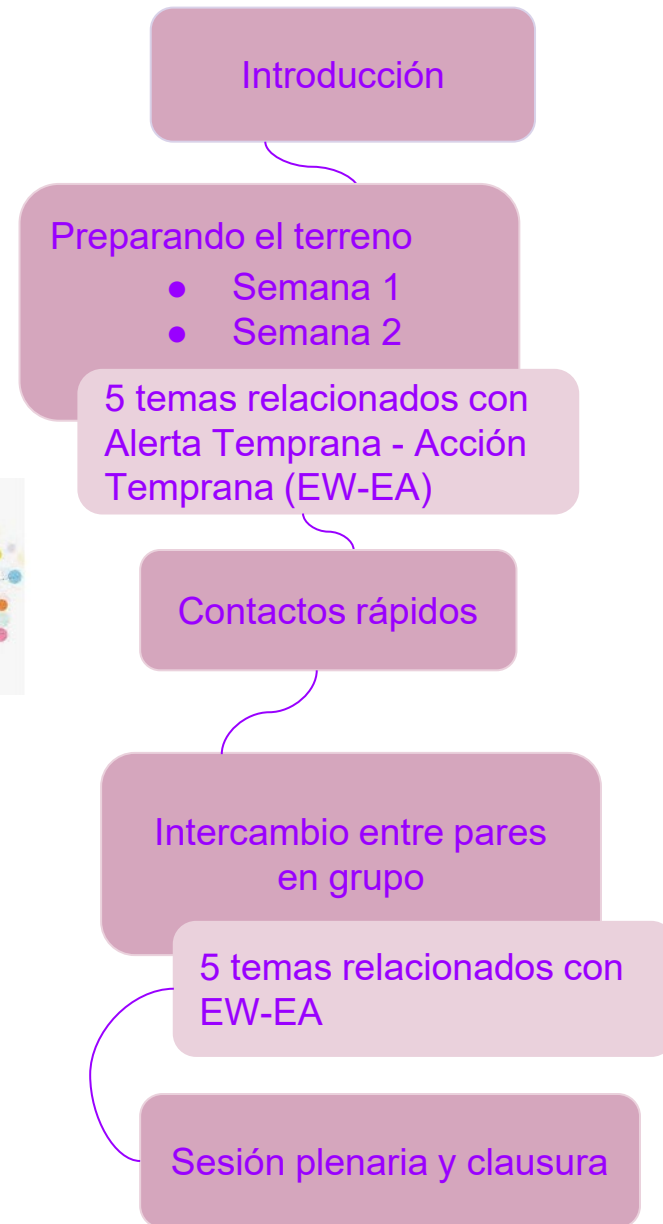 Introducción
Preparando el terreno
● Semana 1
● Semana 2
5 temas relacionados con
Alerta Temprana - Acción
Temprana (EW-EA)
Contactos rápidos
Intercambio entre pares
en grupo
5 temas relacionados con
EW-EA
Sesión plenaria y clausura